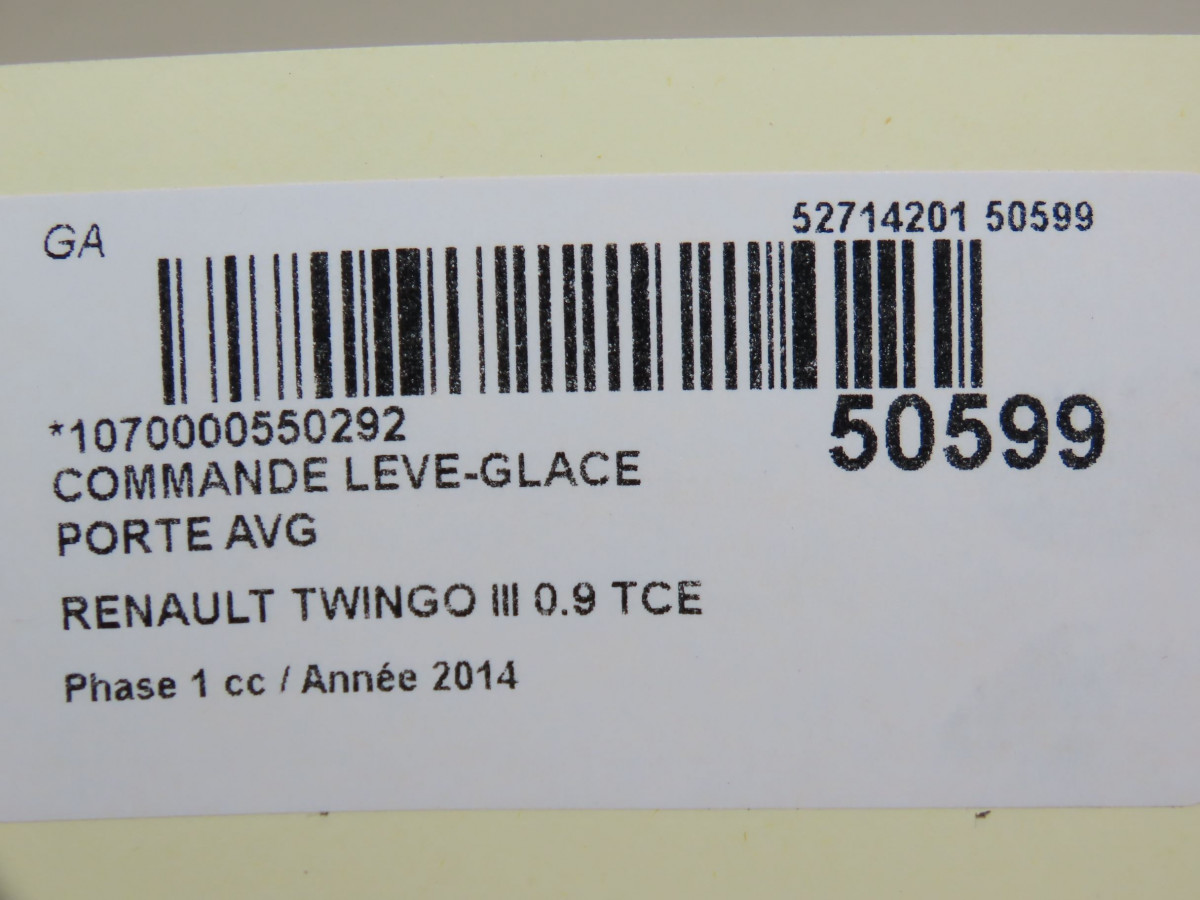 GA
52714201 50599
*1070000550292
50599
COMMANDE LEVE-GLACE
PORTE AVG
RENAULT TWINGO III 0.9 TCE
Phase 1 cc / Année 2014